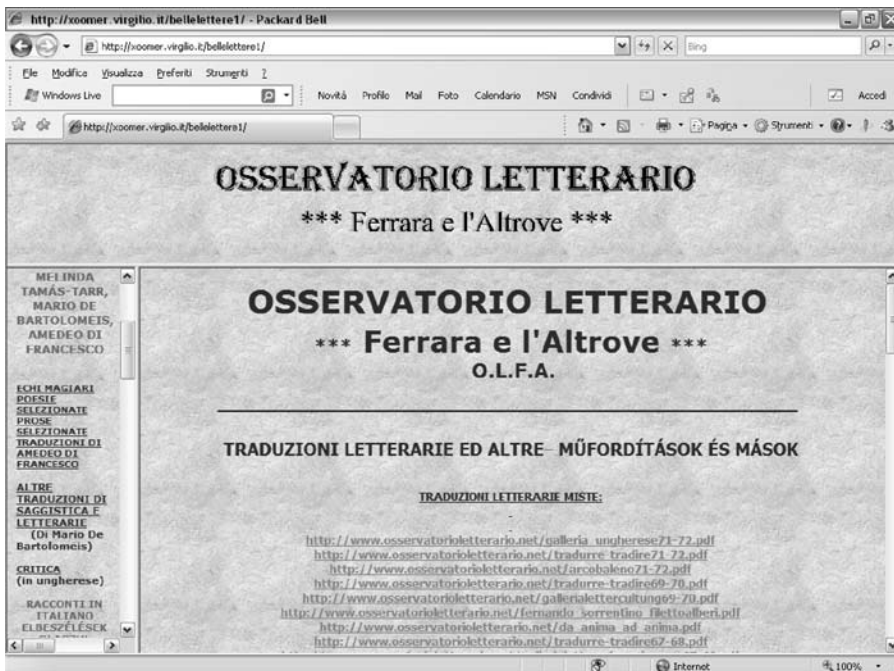 http://xoomer.virgilio.it/bellelettere1/ - Packard Bell
http://xoomer.virgilio.it/bellelettere1/
Bing
File Modifica Visualizza Preferiti Strumenti ?
Windows Live
Novità Profilo Mail Foto Calendario MSN Condividi
Accedi
http://xoomer.virgilio.it/bellelettere1/
Pagina Strumenti
OSSERVATORIO LETTERARIO
*** Ferrara e l'Altrove ***
MELINDA
TAMÁS-TARR,
MARIO DE
BARTOLOMEIS,
AMEDEO DI
FRANCESCO
ECHI MAGIARI
POESIE
SELEZIONATE
PROSE
SELEZIONATE
TRADUZIONI DI
AMEDEO DI
FRANCESCO
ALTRE
TRADUZIONI DI
SAGGISTICA E
LETTERARIE
(Di Mario De
Bartolomeis)
CRITICA
(in ungherese)
RACCONTI IN
ITALIANO
ELBESZÉLÉSEK
OSSERVATORIO LETTERARIO
*** Ferrara e l'Altrove ***
O.L.F.A.
TRADUZIONI LETTERARIE ED ALTRE– MŰFORDÍTÁSOK ÉS MÁSOK
TRADUZIONI LETTERARIE MISTE:
http://www.osservatorioletterario.net/galleria_ungherese71-72.pdf
http://www.osservatorioletterario.net/tradurre-tradire71-72.pdf
http://www.osservatorioletterario.net/arcobaleno71-72.pdf
http://www.osservatorioletterario.net/tradurre-tradire69-70.pdf
http://www.osservatorioletterario.net/gallerialettercultung69-70.pdf
http://www.osservatorioletterario.net/fernando_sorrentino_filettoalberi.pdf
http://www.osservatorioletterario.net/da_anima_ad_anima.pdf
http://www.osservatorioletterario.net/tradurre-tradire67-68.pdf
Internet
100%